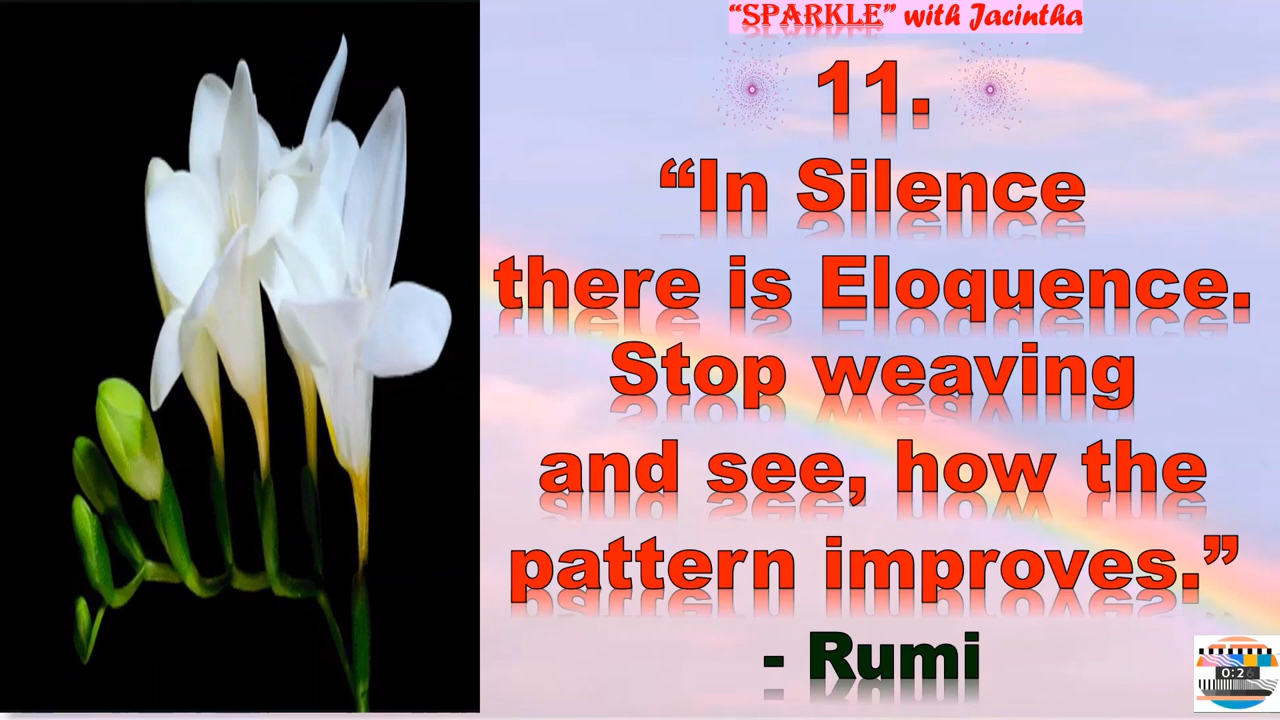 “SPARKLE” with Jacintha
11.
“In Silence
there is Eloquence.
Stop weaving
and see, how the
pattern improves.”
- Rumi